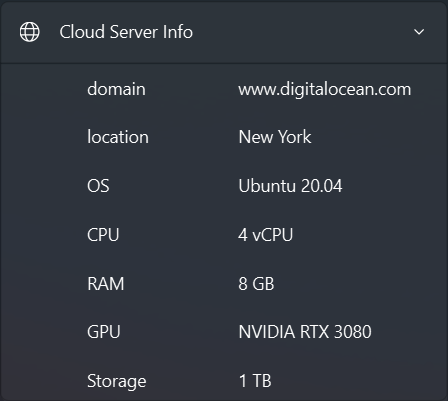 Cloud Server Info
domain www.digitalocean.com
location New York
OS Ubuntu 20.04
CPU 4 vCPU
RAM 8 GB
GPU NVIDIA RTX 3080
Storage 1 TB